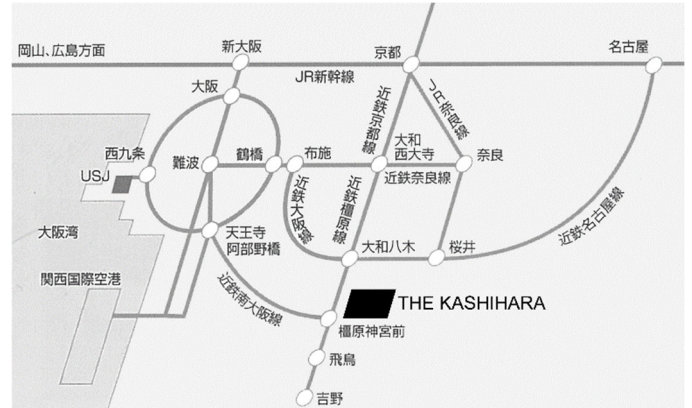 岡山、広島方面
新大阪
京都
名古屋
JR新幹線
大阪
JR奈良線
近鉄京都線
西九条
難波
鶴橋
布施
大和
西大寺
奈良
近鉄奈良線
USJ
近鉄大阪線
近鉄橿原線
近鉄名古屋線
大阪湾
天王寺
阿部野橋
大和八木
桜井
関西国際空港
近鉄南大阪線
THE KASHIHARA
橿原神宮前
飛鳥
吉野